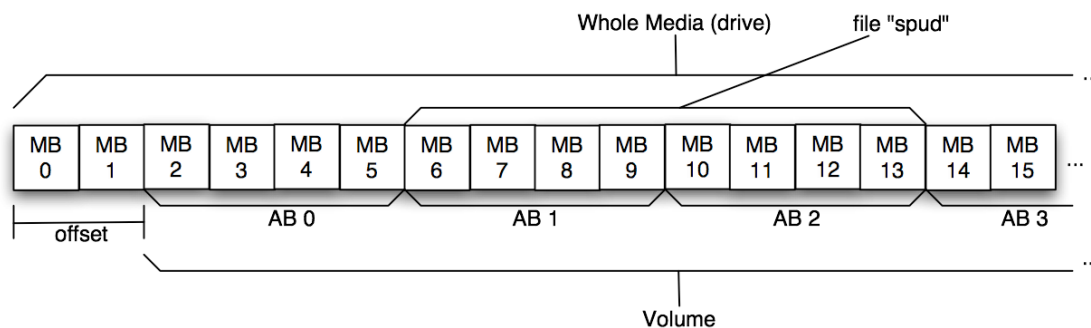 Whole Media (drive)
file "spud"
...
MB 0
MB 1
MB 2
MB 3
MB 4
MB 5
MB 6
MB 7
MB 8
MB 9
MB 10
MB 11
MB 12
MB 13
MB 14
MB 15
...
AB 0
AB 1
AB 2
AB 3
offset
...
Volume